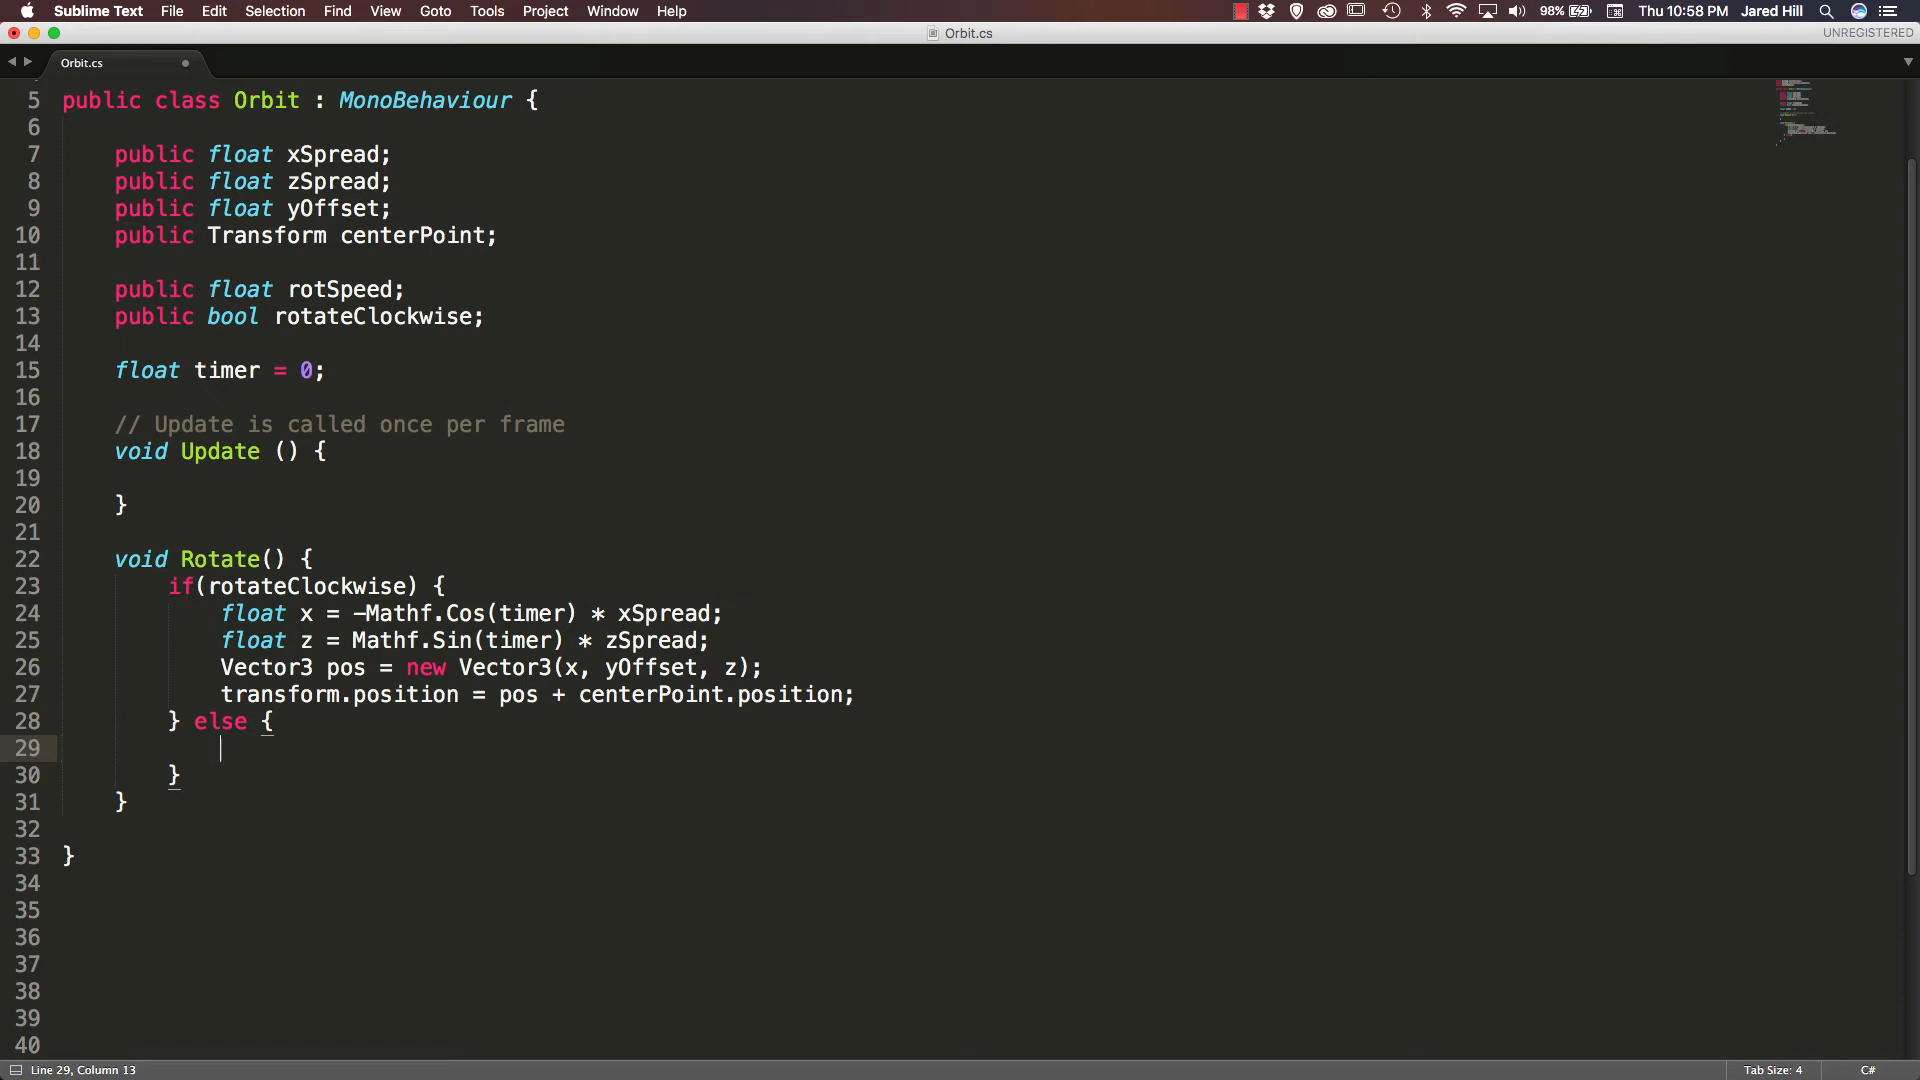 Sublime Text File Edit Selection Find View Goto Tools Project Window Help 98% Thu 10:58 PM Jared Hill
Orbit.cs UNREGISTERED
Orbit.cs
5 public class Orbit : MonoBehaviour {
6
7 public float xSpread;
8 public float zSpread;
9 public float yOffset;
10 public Transform centerPoint;
11
12 public float rotSpeed;
13 public bool rotateClockwise;
14
15 float timer = 0;
16
17 // Update is called once per frame
18 void Update () {
19
20 }
21
22 void Rotate() {
23 if(rotateClockwise) {
24 float x = -Mathf.Cos(timer) * xSpread;
25 float z = Mathf.Sin(timer) * zSpread;
26 Vector3 pos = new Vector3(x, yOffset, z);
27 transform.position = pos + centerPoint.position;
28 } else {
29
30 }
31 }
32
33 }
34
35
36
37
38
39
40
Line 29, Column 13 Tab Size: 4 C#